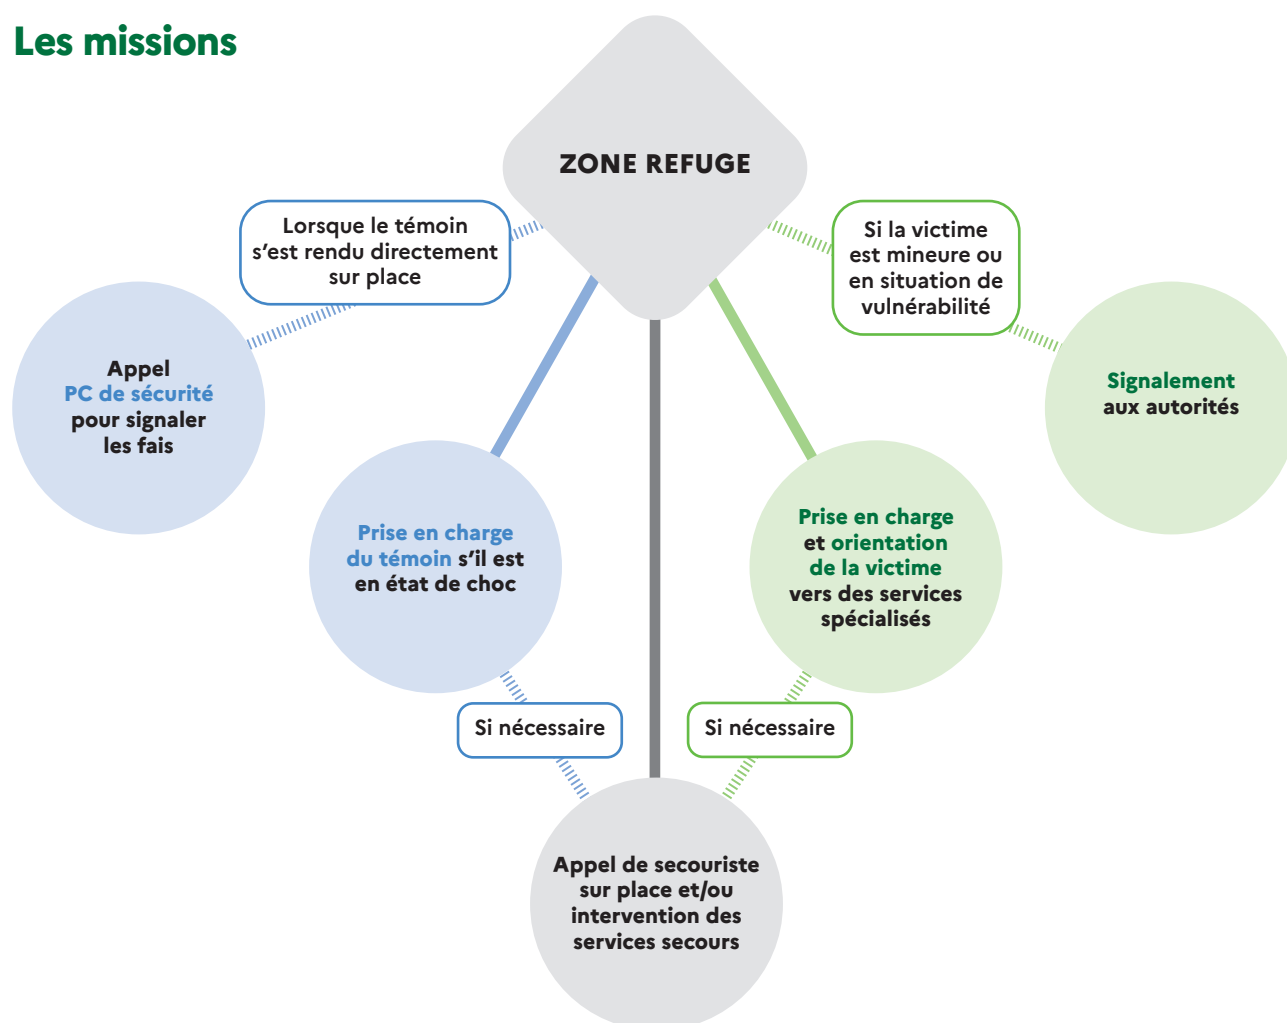 Les missions
ZONE REFUGE
Lorsque le témoin
s’est rendu directement
sur place
Si la victime
est mineure ou
en situation de
vulnérabilité
Appel
PC de sécurité
pour signaler
les fais
Signalement
aux autorités
Prise en charge
du témoin s’il est
en état de choc
Prise en charge
et orientation
de la victime
vers des services
spécialisés
Si nécessaire
Si nécessaire
Appel de secouriste
sur place et/ou
intervention des
services secours